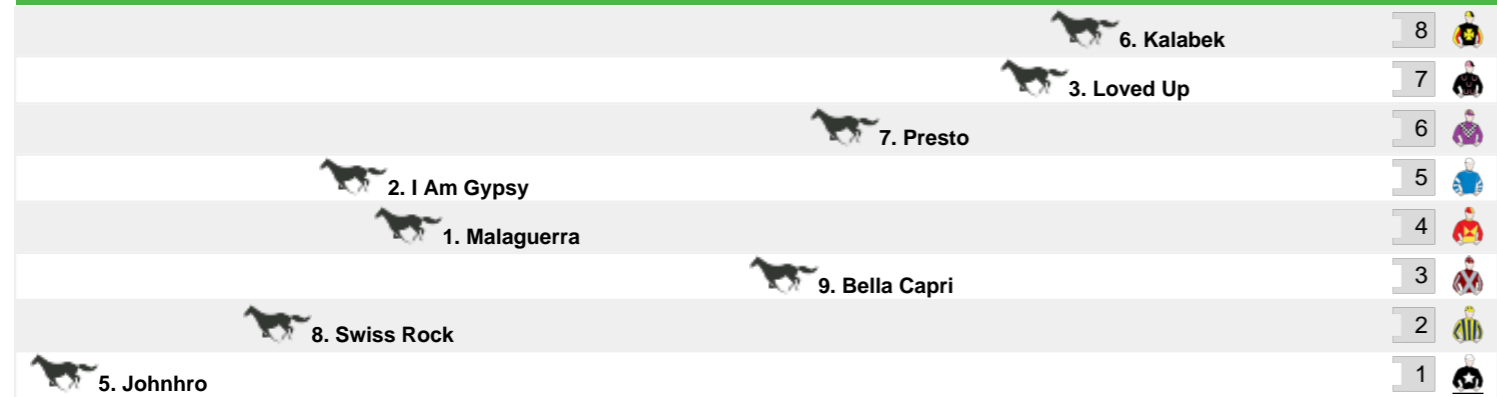 6. Kalabek 8
3. Loved Up 7
7. Presto 6
2. I Am Gypsy 5
1. Malaguerra 4
9. Bella Capri 3
8. Swiss Rock 2
5. Johnhro 1